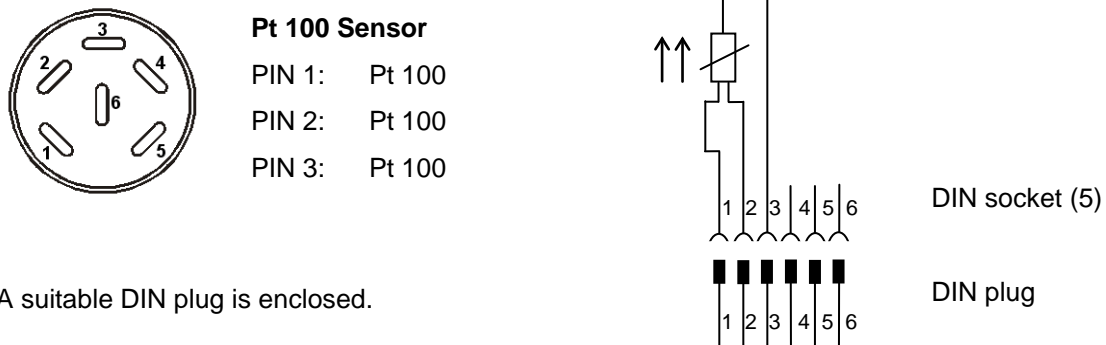 3
2
4
6
1
5
Pt 100 Sensor
PIN 1: Pt 100
PIN 2: Pt 100
PIN 3: Pt 100
A suitable DIN plug is enclosed.
1 2 3 4 5 6
DIN socket (5)
DIN plug
1 2 3 4 5 6